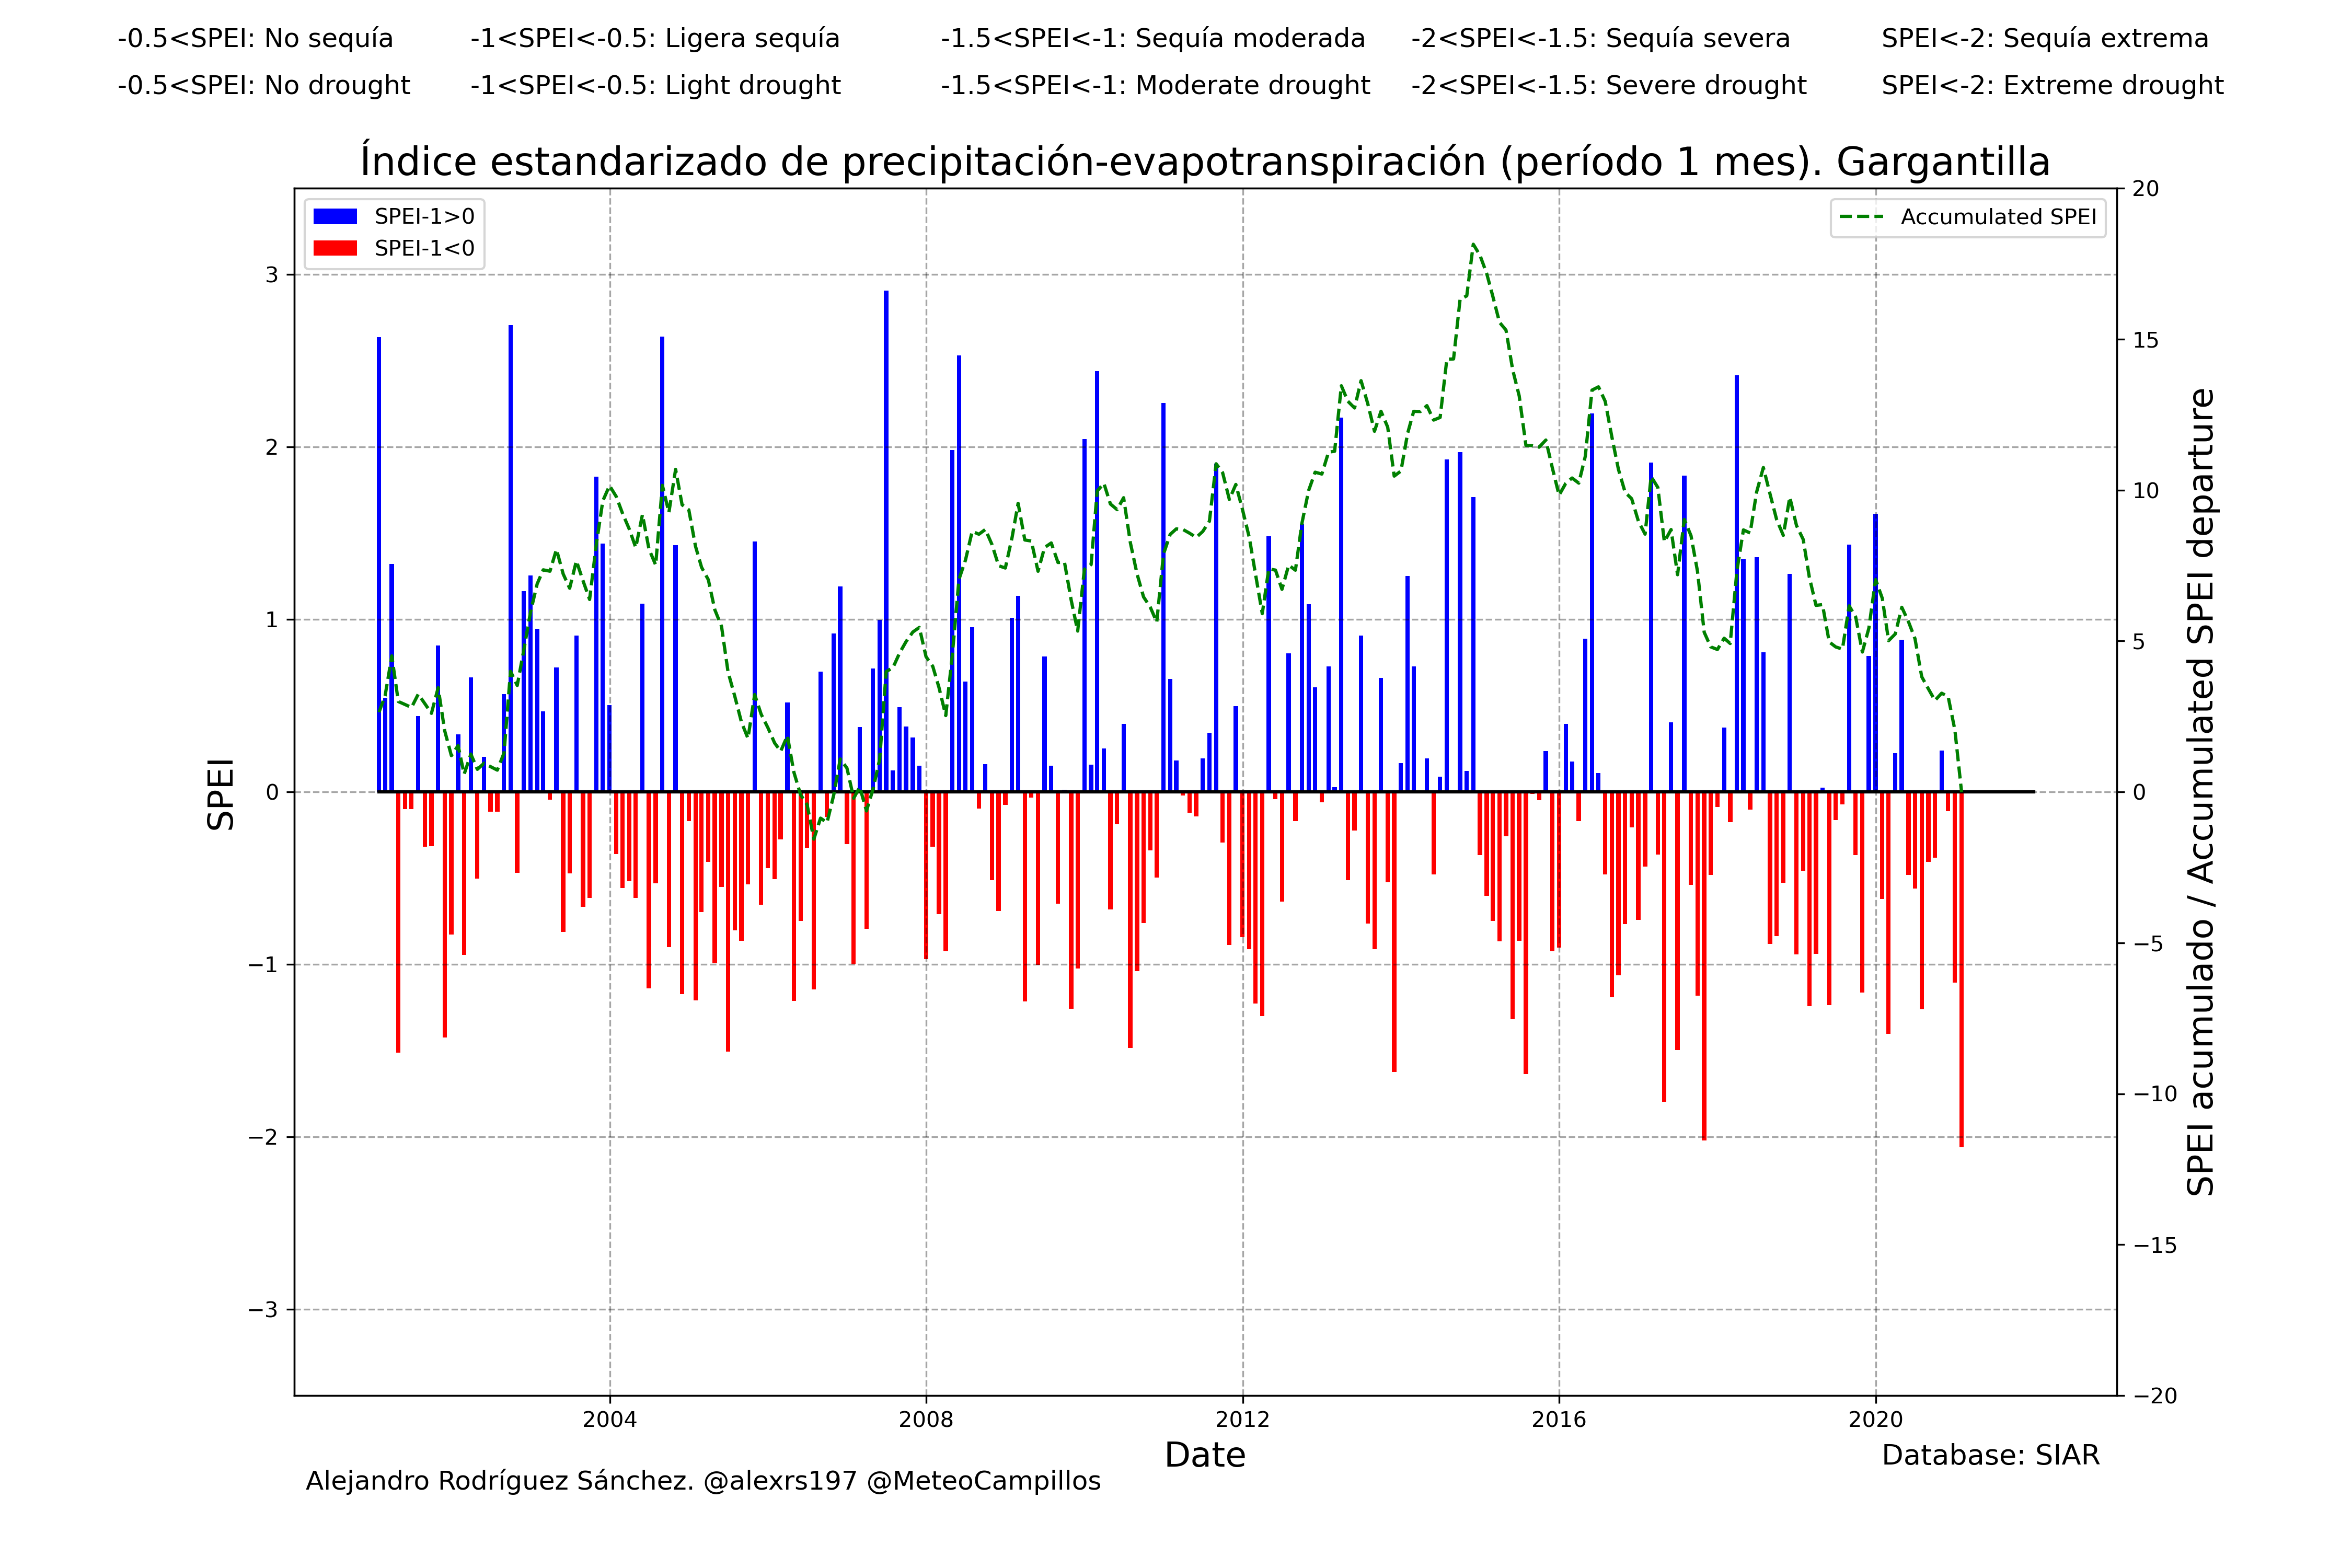 -0.5<SPEI: No sequía -1<SPEI<-0.5: Ligera sequía -1.5<SPEI<-1: Sequía moderada -2<SPEI<-1.5: Sequía severa SPEI<-2: Sequía extrema
-0.5<SPEI: No drought -1<SPEI<-0.5: Light drought -1.5<SPEI<-1: Moderate drought -2<SPEI<-1.5: Severe drought SPEI<-2: Extreme drought
Índice estandarizado de precipitación-evapotranspiración (período 1 mes). Gargantilla
SPEI-1>0
SPEI-1<0
Accumulated SPEI
SPEI
3
2
1
0
−1
−2
−3
20
15
10
5
0
−5
−10
−15
−20
SPEI acumulado / Accumulated SPEI departure
2004 2008 2012 2016 2020
Date
Database: SIAR
Alejandro Rodríguez Sánchez. @alexrs197 @MeteoCampillos